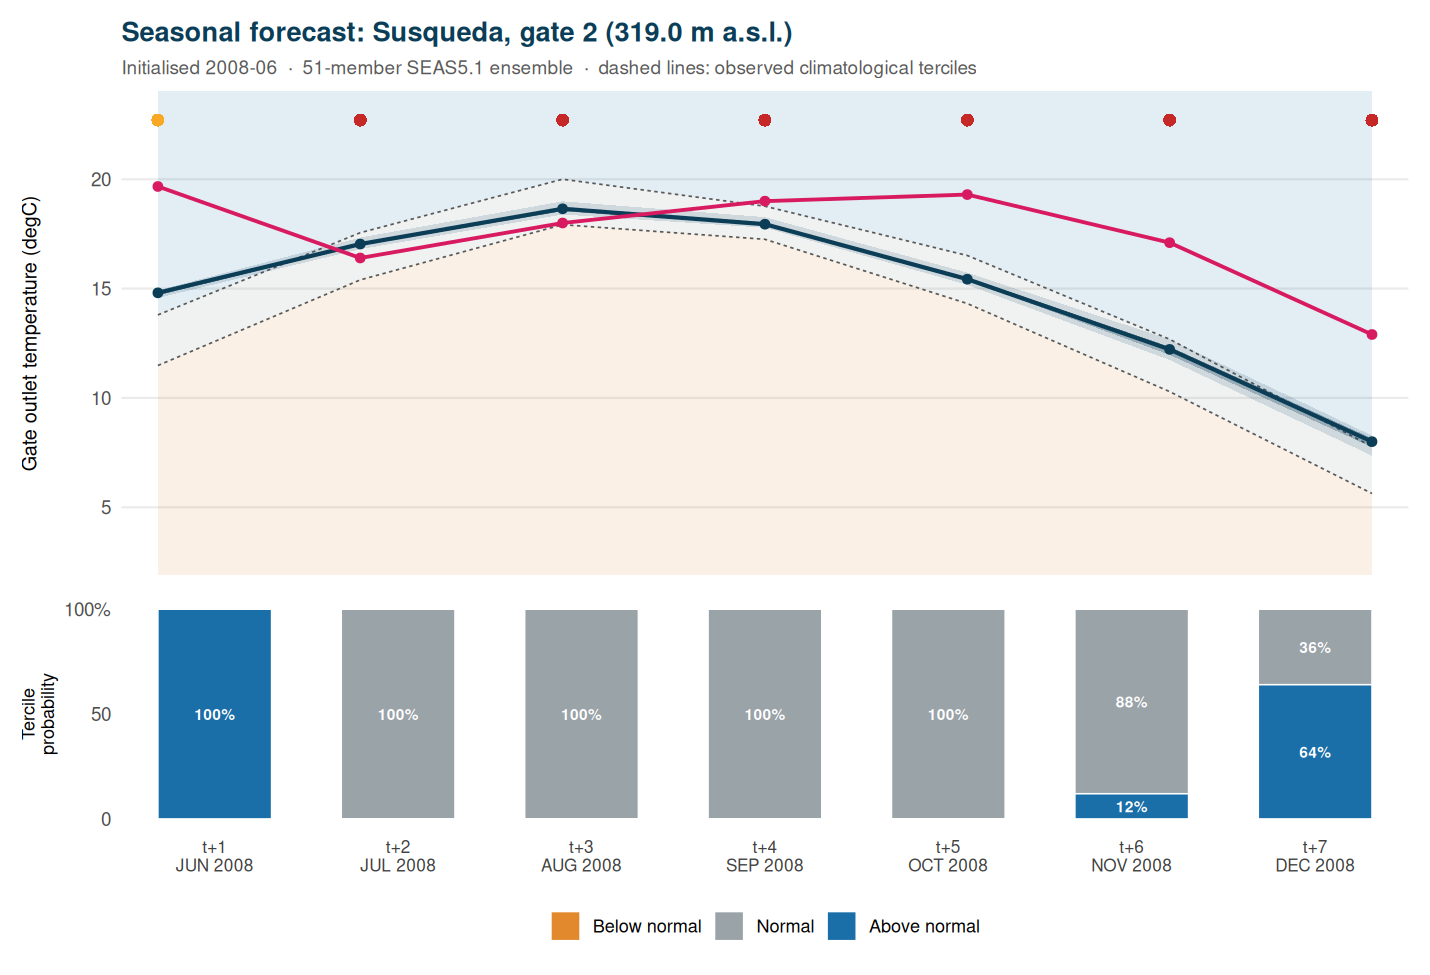 Seasonal forecast: Susqueda, gate 2 (319.0 m a.s.l.)
Initialised 2008-06 · 51-member SEAS5.1 ensemble · dashed lines: observed climatological terciles
Gate outlet temperature (degC)
20
15
10
5
Tercile
probability
100%
50
0
100%
100%
100%
100%
100%
88%
12%
36%
64%
t+1
JUN 2008
t+2
JUL 2008
t+3
AUG 2008
t+4
SEP 2008
t+5
OCT 2008
t+6
NOV 2008
t+7
DEC 2008
Below normal
Normal
Above normal